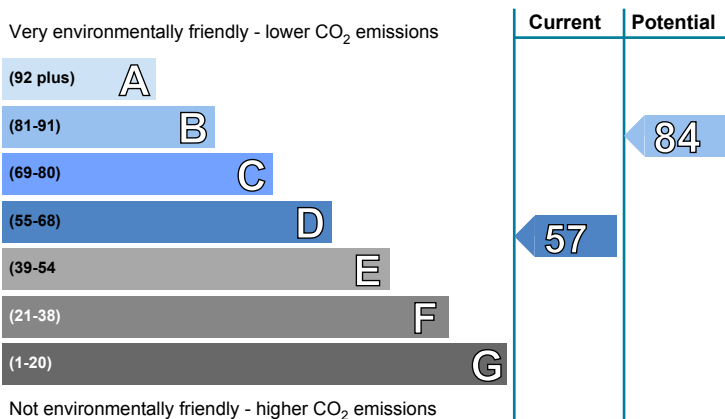 Current Potential
Very environmentally friendly - lower CO2 emissions
(92 plus) A
(81-91) B
84
(69-80) C
(55-68) D
57
(39-54 E
(21-38) F
(1-20) G
Not environmentally friendly - higher CO2 emissions